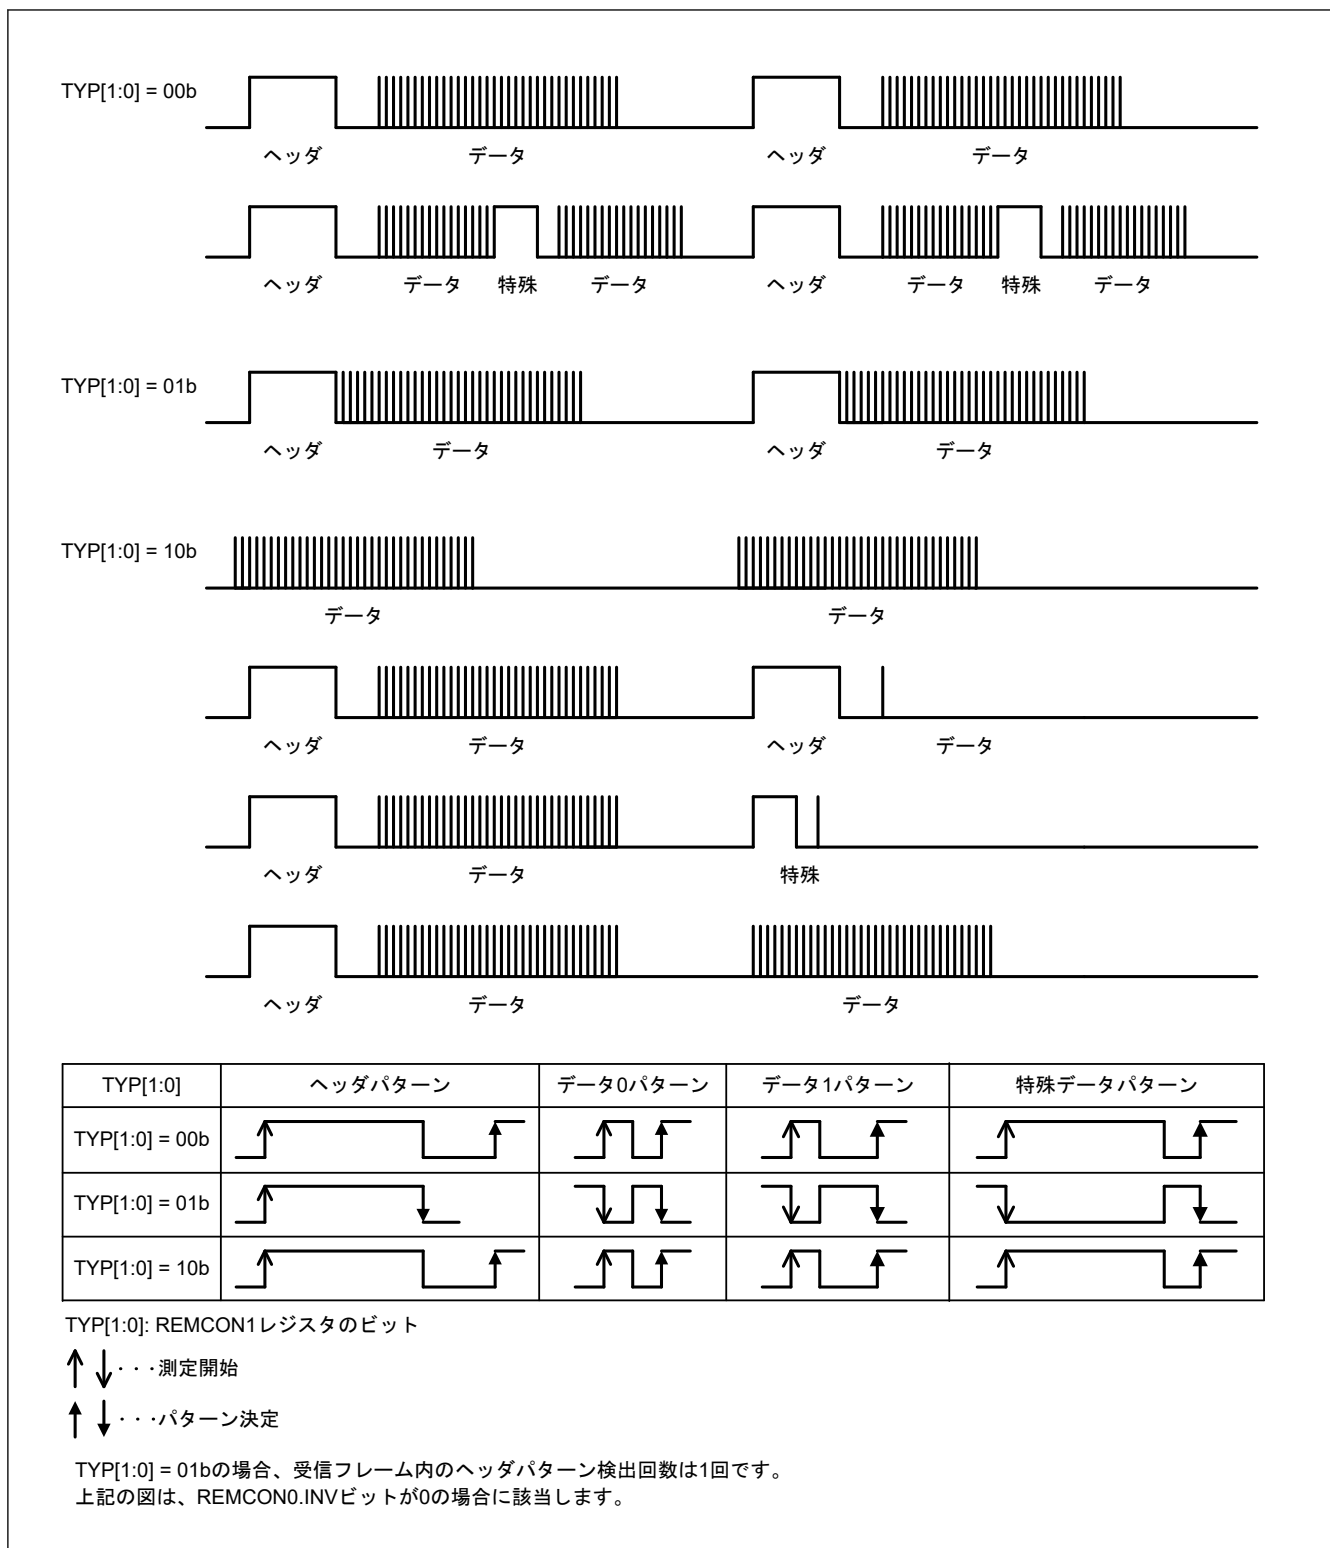 TYP[1:0] = 00b
ヘッダ データ ヘッダ データ
ヘッダ データ 特殊 データ ヘッダ データ 特殊 データ
TYP[1:0] = 01b
ヘッダ データ ヘッダ データ
TYP[1:0] = 10b
データ データ
ヘッダ データ ヘッダ データ
ヘッダ データ 特殊
ヘッダ データ データ
TYP[1:0] ヘッダパターン データ0パターン データ1パターン 特殊データパターン
TYP[1:0] = 00b
TYP[1:0] = 01b
TYP[1:0] = 10b
TYP[1:0]: REMCON1レジスタのビット
・・・測定開始
・・・パターン決定
TYP[1:0] = 01bの場合、受信フレーム内のヘッダパターン検出回数は1回です。
上記の図は、REMCON0.INVビットが0の場合に該当します。